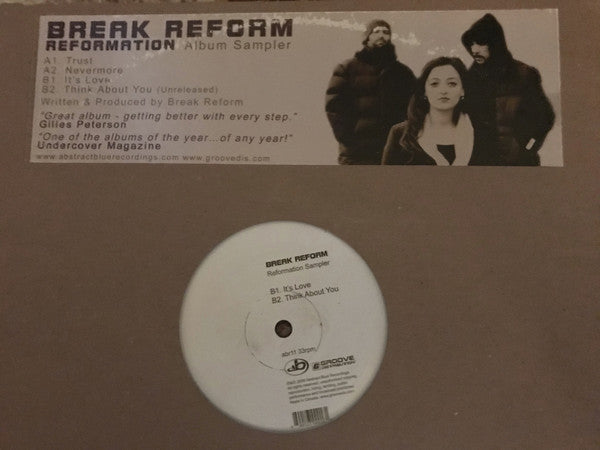 BREAK REFORM
REFORMATION Album Sampler
A1. Trust
A2. Nevermore
B1. It's Love
B2. Think About You (Unreleased)
Written & Produced by Break Reform
"Great album - getting better with every step."
Gilles Peterson
"One of the albums of the year...of any year!"
Undercover Magazine
www.abstractbluerecordings.com www.groovedis.com
BREAK REFORM
Reformation Sampler
B1. It's Love
B2. Think About You
abr11 33rpm
GROOVE